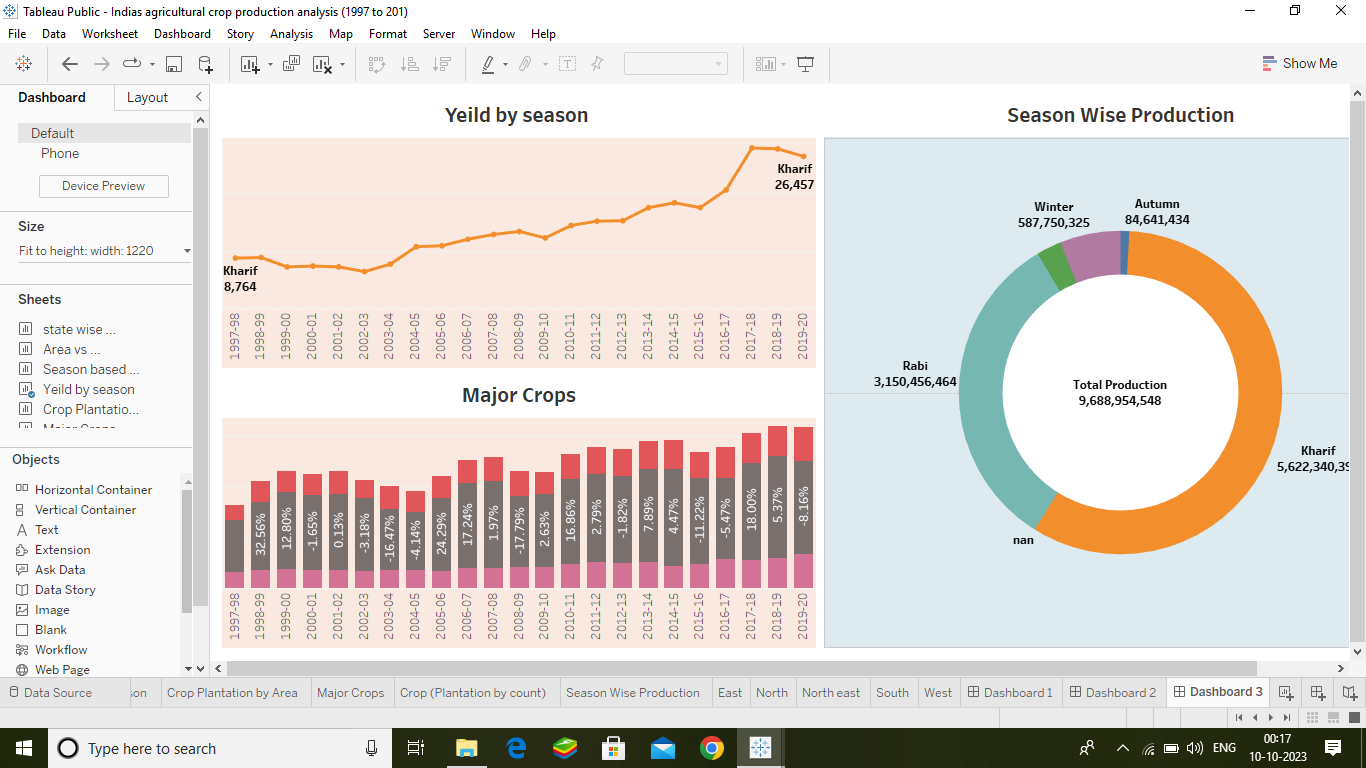 Tableau Public - Indias agricultural crop production analysis (1997 to 201)
File Data Worksheet Dashboard Story Analysis Map Format Server Window Help
Show Me
Dashboard Layout
Default
Phone
Device Preview
Size
Fit to height: width: 1220
Sheets
state wise ...
Area vs ...
Season based ...
Yeild by season
Crop Plantatio...
Objects
Horizontal Container
Vertical Container
Text
Extension
Ask Data
Data Story
Image
Blank
Workflow
Web Page
Yeild by season
Kharif
26,457
Kharif
8,764
1997-98 1998-99 1999-00 2000-01 2001-02 2002-03 2003-04 2004-05 2005-06 2006-07 2007-08 2008-09 2009-10 2010-11 2011-12 2012-13 2013-14 2014-15 2015-16 2016-17 2017-18 2018-19 2019-20
Major Crops
32.56% 12.80% -1.65% 0.13% -3.18% -16.47% -4.14% 24.29% 17.24% 1.97% -17.79% 2.63% 16.86% 2.79% -1.82% 7.89% 4.47% -11.22% -5.47% 18.00% 5.37% -8.16%
1997-98 1998-99 1999-00 2000-01 2001-02 2002-03 2003-04 2004-05 2005-06 2006-07 2007-08 2008-09 2009-10 2010-11 2011-12 2012-13 2013-14 2014-15 2015-16 2016-17 2017-18 2018-19 2019-20
Season Wise Production
Winter
587,750,325
Autumn
84,641,434
Rabi
3,150,456,464
Total Production
9,688,954,548
Kharif
5,622,340,39
nan
Data Source son Crop Plantation by Area Major Crops Crop (Plantation by count) Season Wise Production East North North east South West Dashboard 1 Dashboard 2 Dashboard 3
Type here to search
ENG
00:17
10-10-2023